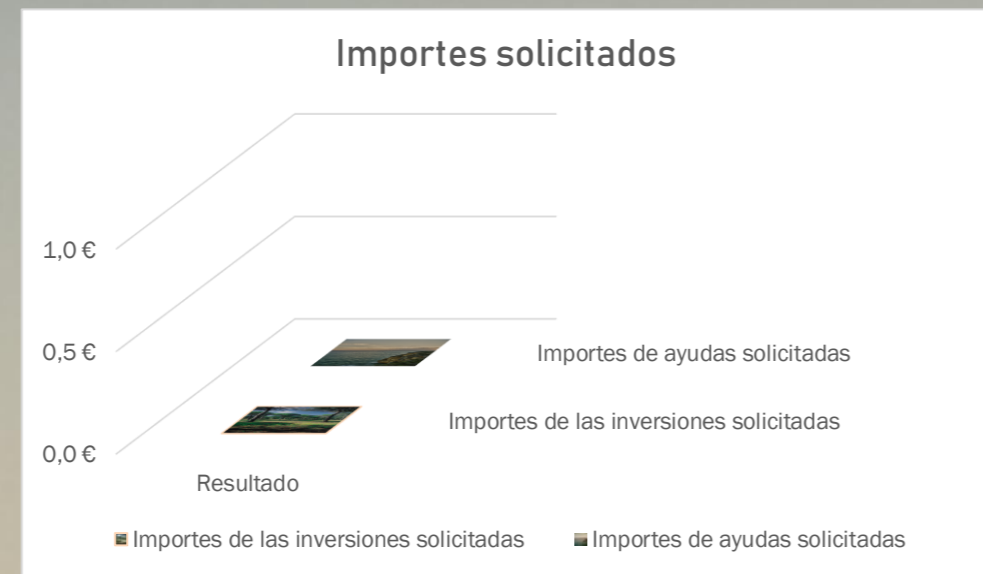 Importes solicitados
1,0 €
0,5 €
0,0 €
Importes de ayudas solicitadas
Importes de las inversiones solicitadas
Resultado
Importes de las inversiones solicitadas
Importes de ayudas solicitadas